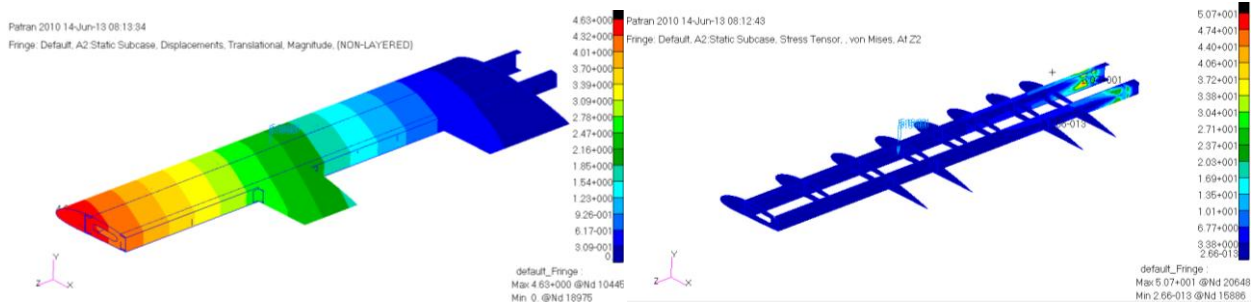 Patran 2010 14-Jun-13 08:13:34
Fringe: Default, A2:Static Subcase, Displacements, Translational, Magnitude, (NON-LAYERED)
4.63+000
4.32+000
4.01+000
3.70+000
3.39+000
3.09+000
2.78+000
2.47+000
2.16+000
1.85+000
1.54+000
1.23+000
9.26-001
6.17-001
3.09-001
0
Y
Z
X
default_Fringe :
Max 4.63+000 @Nd 10445
Min 0. @Nd 18975
Patran 2010 14-Jun-13 08:12:43
Fringe: Default, A2:Static Subcase, Stress Tensor, , von Mises, At Z2
5.07+001
4.74+001
4.40+001
4.06+001
3.72+001
3.38+001
3.04+001
2.71+001
2.37+001
2.03+001
1.69+001
1.35+001
1.01+001
6.77+000
3.38+000
2.66-013
Y
Z
X
default_Fringe :
Max 5.07+001 @Nd 20648
Min 2.66-013 @Nd 15886